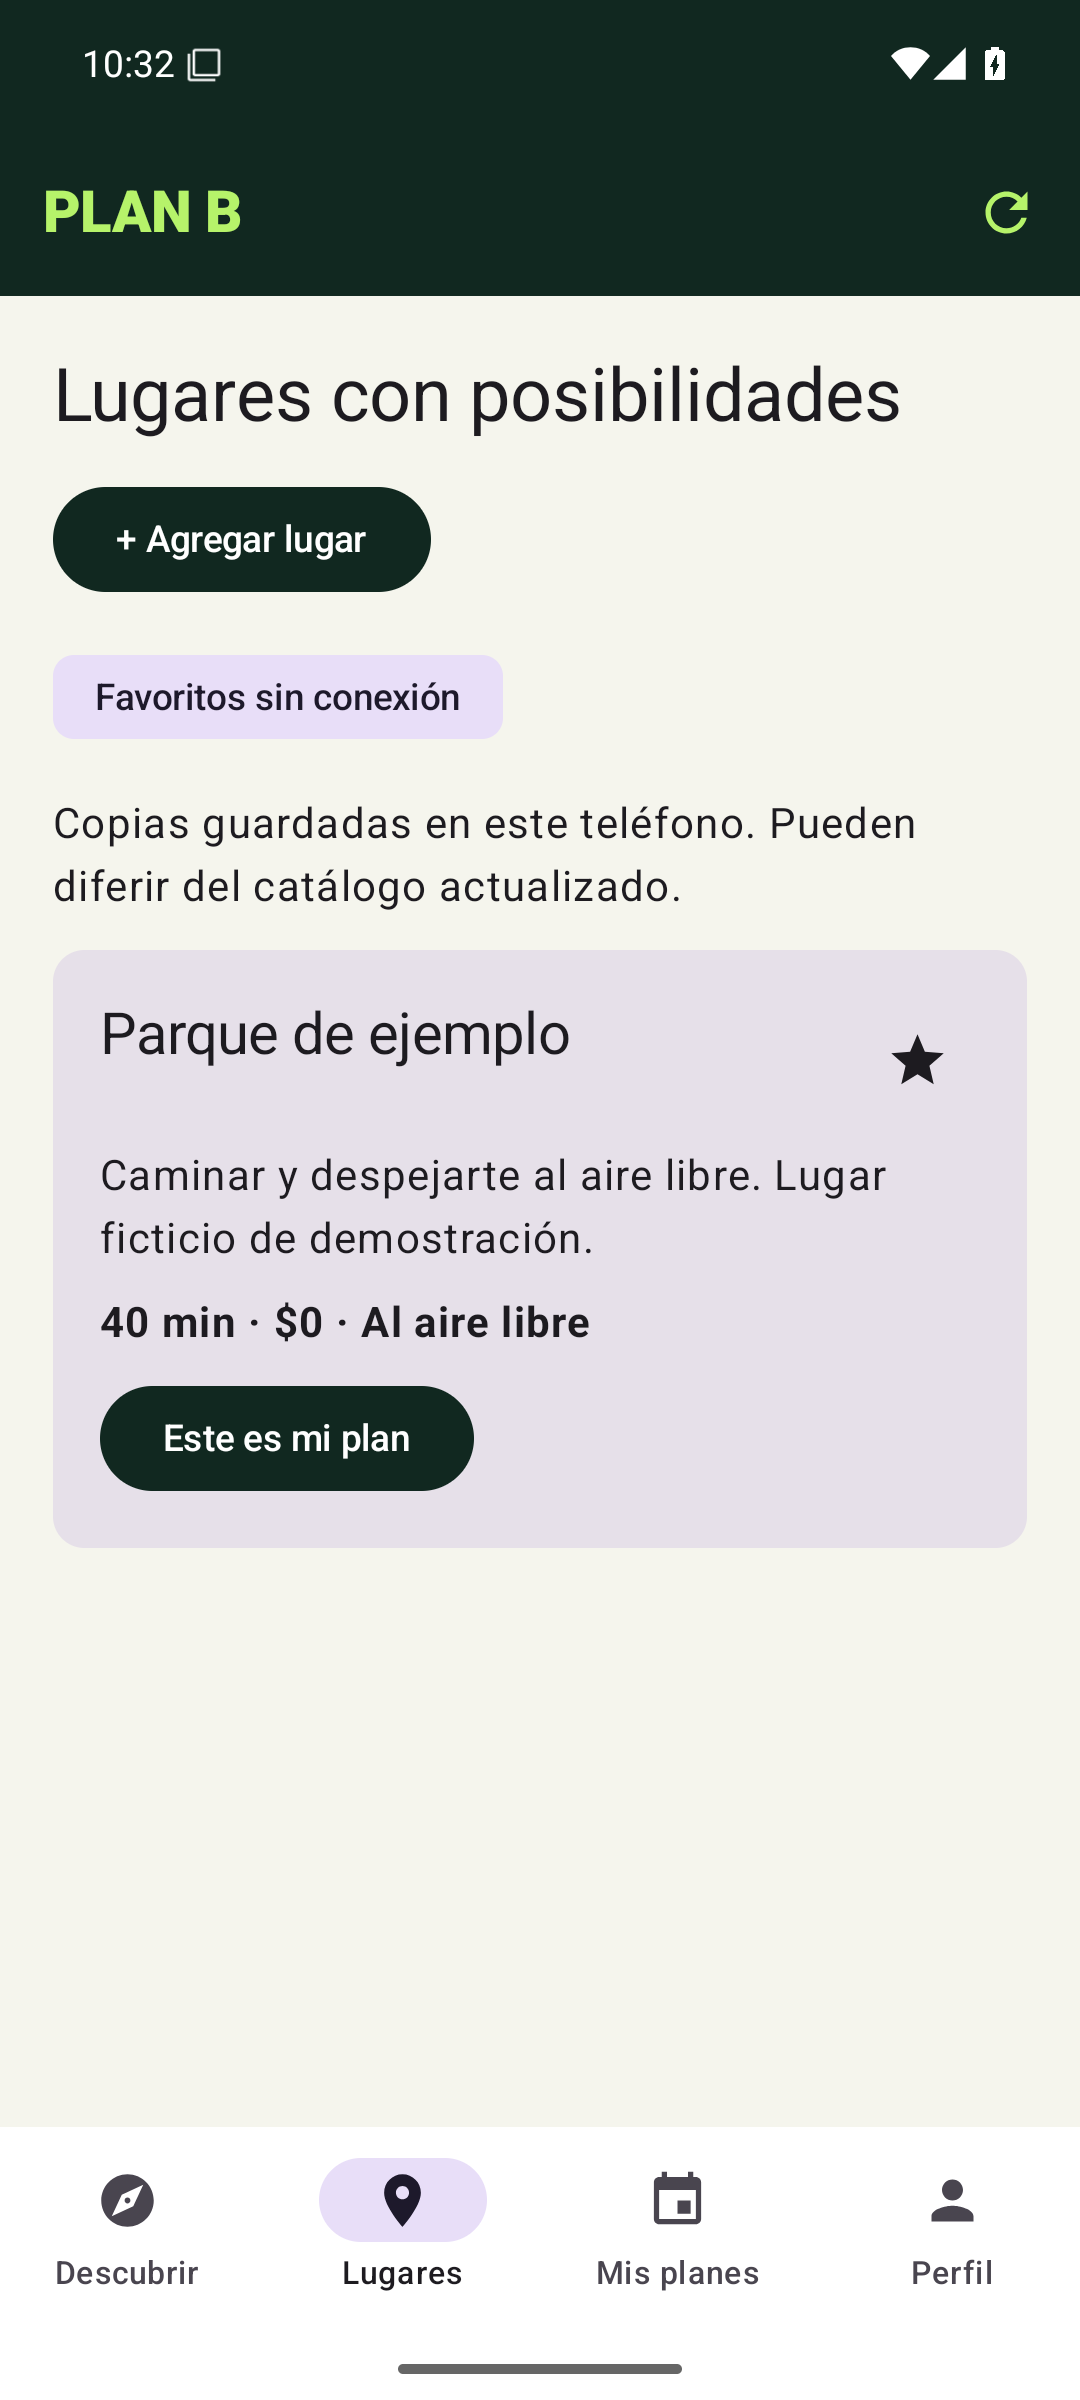 10:32
PLAN B
Lugares con posibilidades
+ Agregar lugar
Favoritos sin conexión
Copias guardadas en este teléfono. Pueden
diferir del catálogo actualizado.
Parque de ejemplo
Caminar y despejarte al aire libre. Lugar
ficticio de demostración.
40 min · $0 · Al aire libre
Este es mi plan
Descubrir
Lugares
Mis planes
Perfil